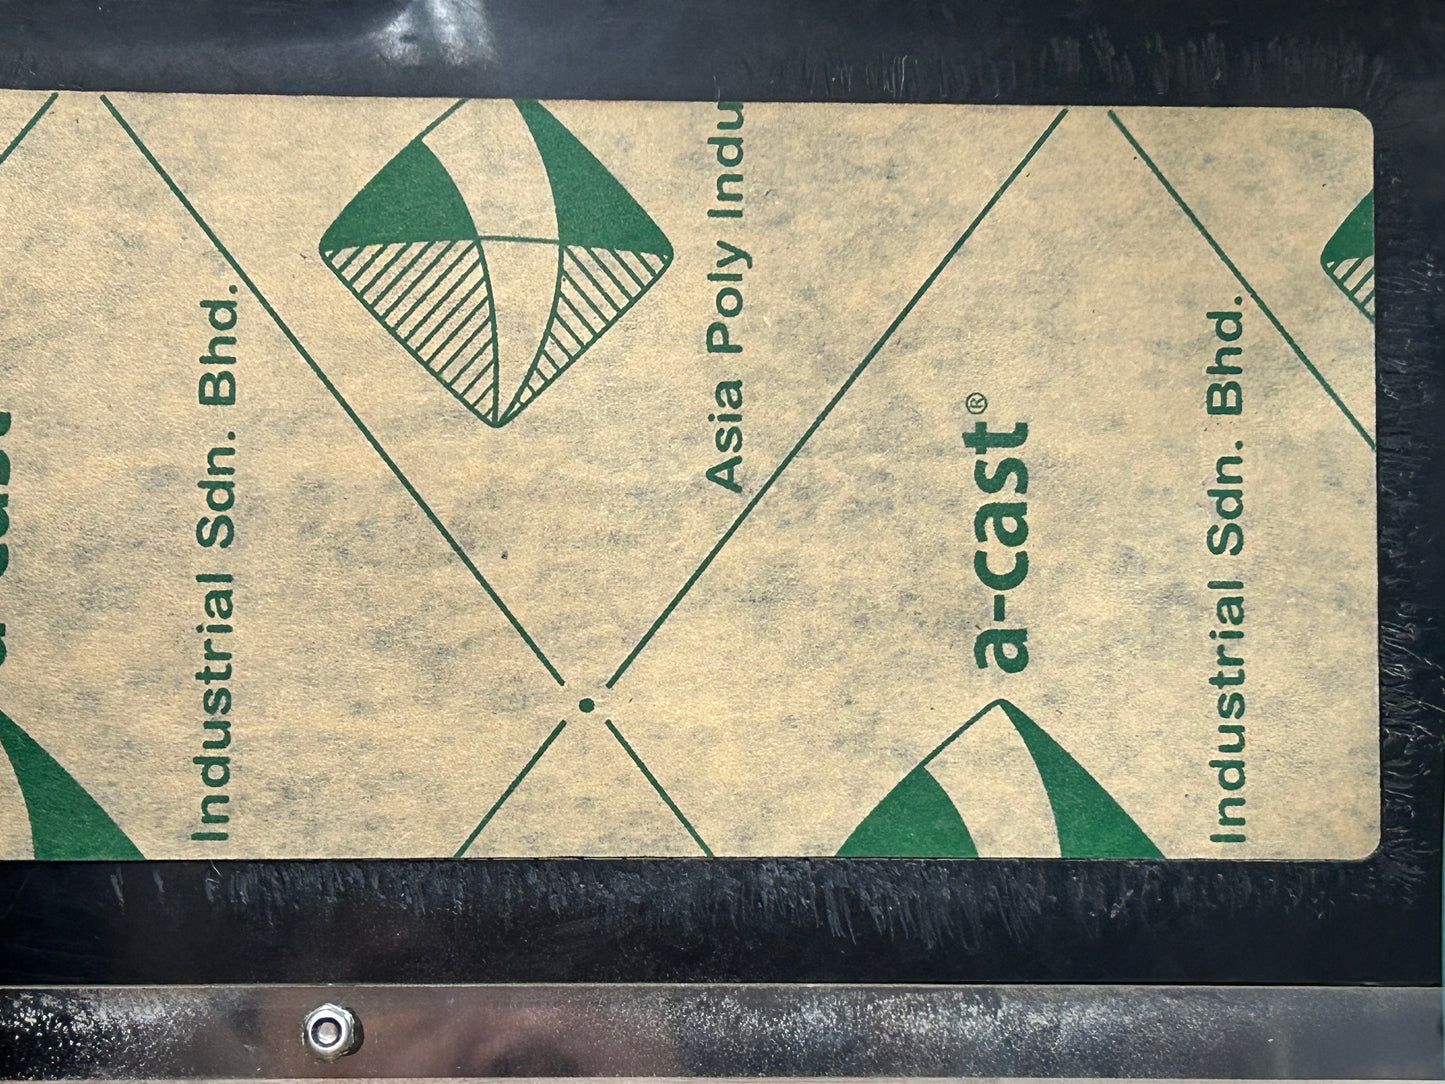 Industrial Sdn. Bhd.
Asia Poly Indu
a-cast®
Industrial Sdn. Bhd.